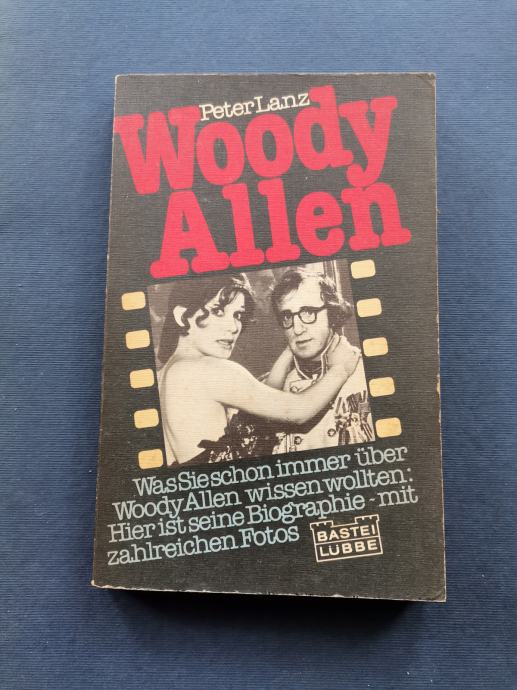 Peter Lanz
Woody
Allen
Was Sie schon immer über
Woody Allen wissen wollten:
Hier ist seine Biographie - mit
zahlreichen Fotos
BASTEI
LÜBBE